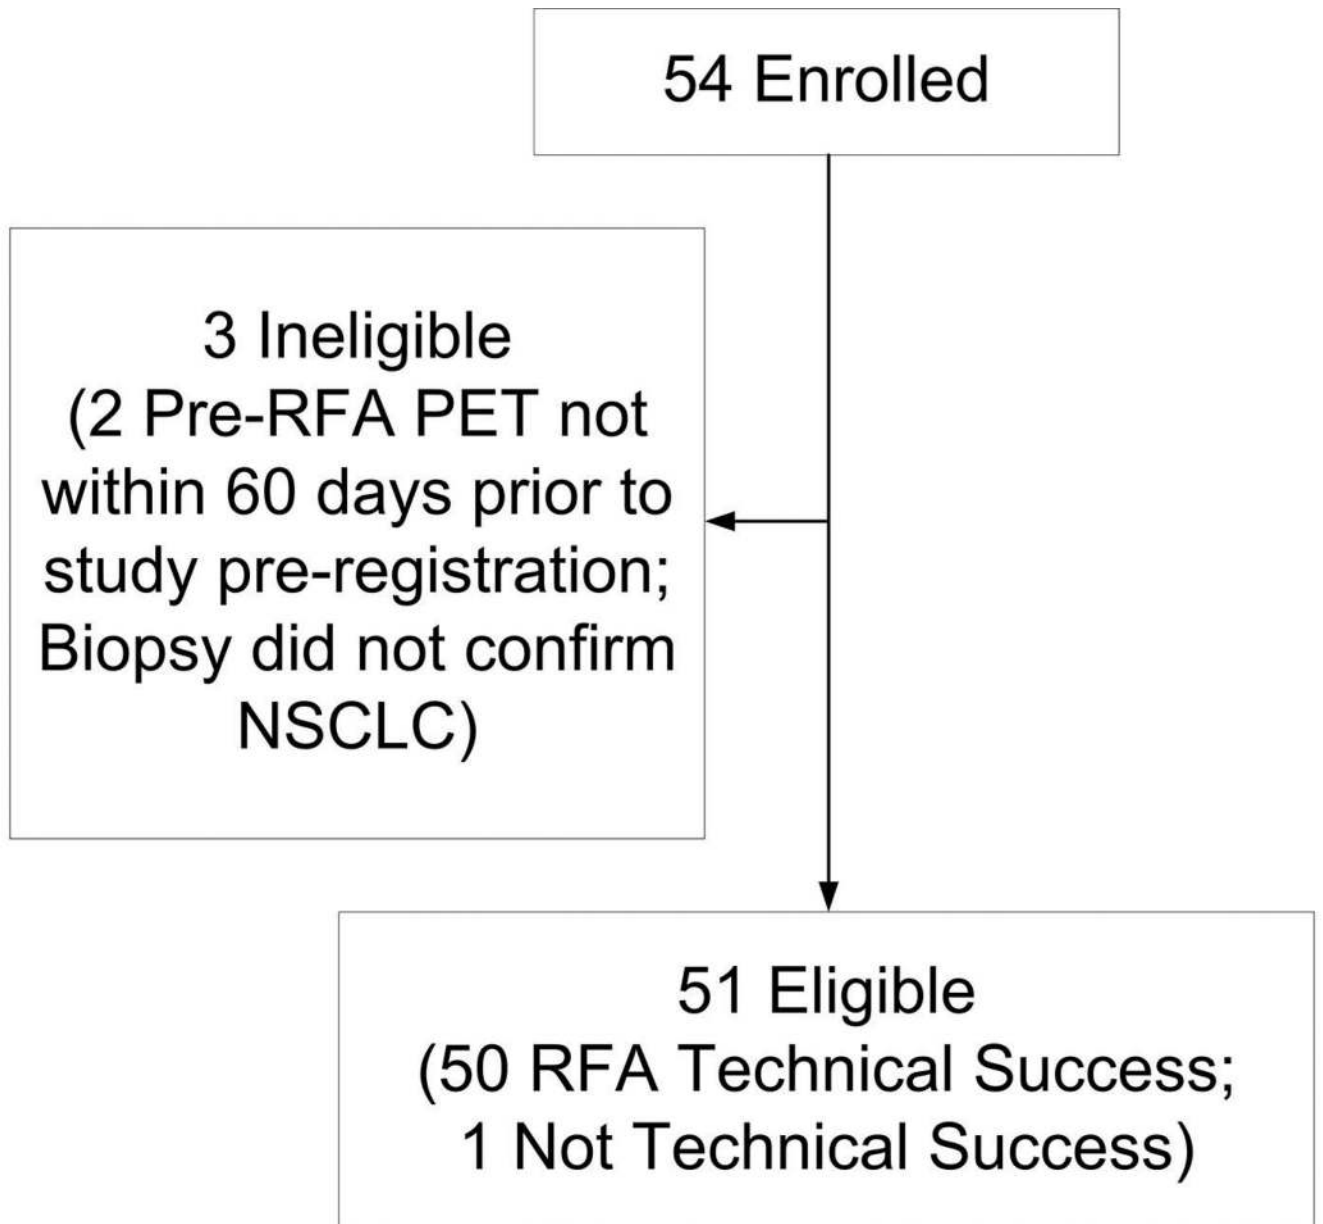 54 Enrolled
3 Ineligible
(2 Pre-RFA PET not
within 60 days prior to
study pre-registration;
Biopsy did not confirm
NSCLC)
51 Eligible
(50 RFA Technical Success;
1 Not Technical Success)